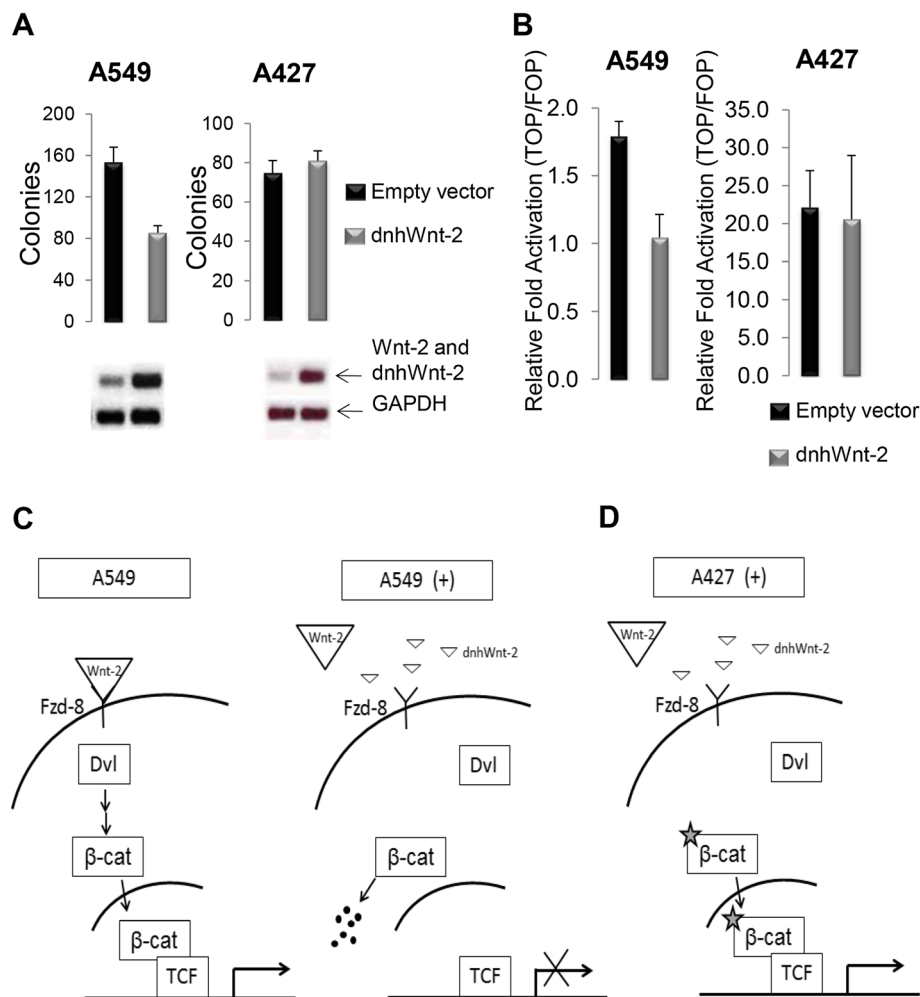 A
A549
Colonies
200
160
120
80
40
0
A427
Colonies
100
80
60
40
20
0
Empty vector
dnhWnt-2
Wnt-2 and
dnhWnt-2
GAPDH
B
A549
Relative Fold Activation (TOP/FOP)
2.0
1.5
1.0
0.5
0.0
A427
Relative Fold Activation (TOP/FOP)
35.0
30.0
25.0
20.0
15.0
10.0
5.0
0.0
Empty vector
dnhWnt-2
C
A549
Wnt-2
Fzd-8
Dvl
β-cat
β-cat
TCF
A549 (+)
Wnt-2
dnhWnt-2
Fzd-8
Dvl
β-cat
TCF
D
A427 (+)
Wnt-2
dnhWnt-2
Fzd-8
Dvl
β-cat
β-cat
TCF